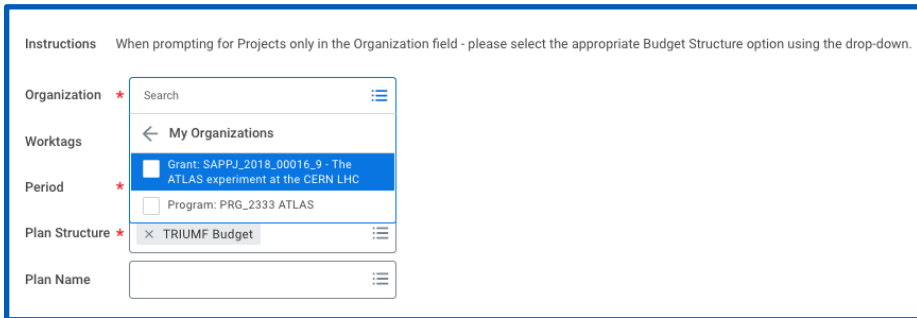 Instructions When prompting for Projects only in the Organization field - please select the appropriate Budget Structure option using the drop-down.
Organization *
Search
My Organizations
Worktags
Grant: SAPPJ_2018_00016_9 - The
ATLAS experiment at the CERN LHC
Period *
Program: PRG_2333 ATLAS
Plan Structure * × TRIUMF Budget
Plan Name